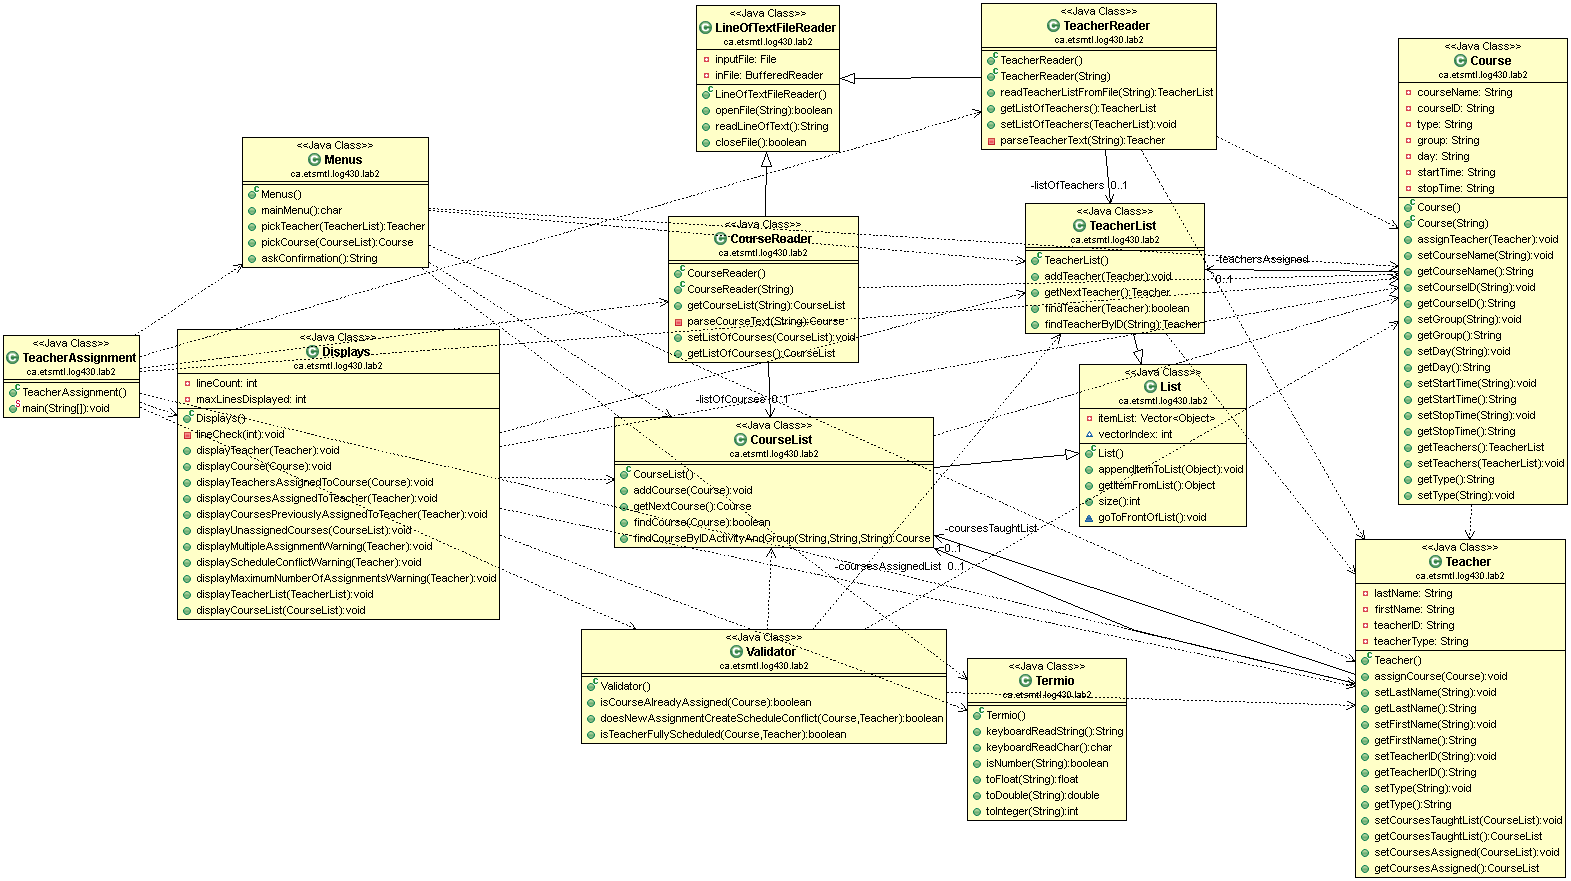 <<Java Class>>
LineOfTextFileReader
ca.etsmtl.log430.lab2
inputFile: File
inFile: BufferedReader
LineOfTextFileReader()
openFile(String):boolean
readLineOfText():String
closeFile():boolean
<<Java Class>>
TeacherReader
ca.etsmtl.log430.lab2
TeacherReader()
TeacherReader(String)
readTeacherListFromFile(String):TeacherList
getListOfTeachers():TeacherList
setListOfTeachers(TeacherList):void
parseTeacherText(String):Teacher
<<Java Class>>
Course
ca.etsmtl.log430.lab2
courseName: String
courseID: String
type: String
group: String
day: String
startTime: String
stopTime: String
Course()
Course(String)
assignTeacher(Teacher):void
setCourseName(String):void
getCourseName():String
setCourseID(String):void
getCourseID():String
setGroup(String):void
getGroup():String
setDay(String):void
getDay():String
setStartTime(String):void
getStartTime():String
setStopTime(String):void
getStopTime():String
getTeachers():TeacherList
setTeachers(TeacherList):void
getType():String
setType(String):void
<<Java Class>>
Menus
ca.etsmtl.log430.lab2
Menus()
mainMenu():char
pickTeacher(TeacherList):Teacher
pickCourse(CourseList):Course
askConfirmation():String
-listOfTeachers 0..1
<<Java Class>>
CourseReader
ca.etsmtl.log430.lab2
CourseReader()
CourseReader(String)
getCourseList(String):CourseList
parseCourseText(String):Course
setListOfCourses(CourseList):void
getListOfCourses():CourseList
<<Java Class>>
TeacherList
ca.etsmtl.log430.lab2
TeacherList()
addTeacher(Teacher):void
getNextTeacher():Teacher
findTeacher(Teacher):boolean
findTeacherByID(String):Teacher
-teachersAssigned
0..1
<<Java Class>>
TeacherAssignment
ca.etsmtl.log430.lab2
TeacherAssignment()
main(String[]):void
<<Java Class>>
Displays
ca.etsmtl.log430.lab2
lineCount: int
maxLinesDisplayed: int
Displays()
lineCheck(int):void
displayTeacher(Teacher):void
displayCourse(Course):void
displayTeachersAssignedToCourse(Course):void
displayCoursesAssignedToTeacher(Teacher):void
displayCoursesPreviouslyAssignedToTeacher(Teacher):void
displayUnassignedCourses(CourseList):void
displayMultipleAssignmentWarning(Teacher):void
displayScheduleConflictWarning(Teacher):void
displayMaximumNumberOfAssignmentsWarning(Teacher):void
displayTeacherList(TeacherList):void
displayCourseList(CourseList):void
-listOfCourses 0..1
<<Java Class>>
CourseList
ca.etsmtl.log430.lab2
CourseList()
addCourse(Course):void
getNextCourse():Course
findCourse(Course):boolean
findCourseByIDActivityAndGroup(String,String,String):Course
<<Java Class>>
List
ca.etsmtl.log430.lab2
itemList: Vector<Object>
vectorIndex: int
List()
appendItemToList(Object):void
getItemFromList():Object
size():int
goToFrontOfList():void
-coursesTaughtList
0..1
-coursesAssignedList 0..1
<<Java Class>>
Validator
ca.etsmtl.log430.lab2
Validator()
isCourseAlreadyAssigned(Course):boolean
doesNewAssignmentCreateScheduleConflict(Course,Teacher):boolean
isTeacherFullyScheduled(Course,Teacher):boolean
<<Java Class>>
Termio
ca.etsmtl.log430.lab2
Termio()
keyboardReadString():String
keyboardReadChar():char
isNumber(String):boolean
toFloat(String):float
toDouble(String):double
toInteger(String):int
<<Java Class>>
Teacher
ca.etsmtl.log430.lab2
lastName: String
firstName: String
teacherID: String
teacherType: String
Teacher()
assignCourse(Course):void
setLastName(String):void
getLastName():String
setFirstName(String):void
getFirstName():String
setTeacherID(String):void
getTeacherID():String
setType(String):void
getType():String
setCoursesTaughtList(CourseList):void
getCoursesTaughtList():CourseList
setCoursesAssigned(CourseList):void
getCoursesAssigned():CourseList